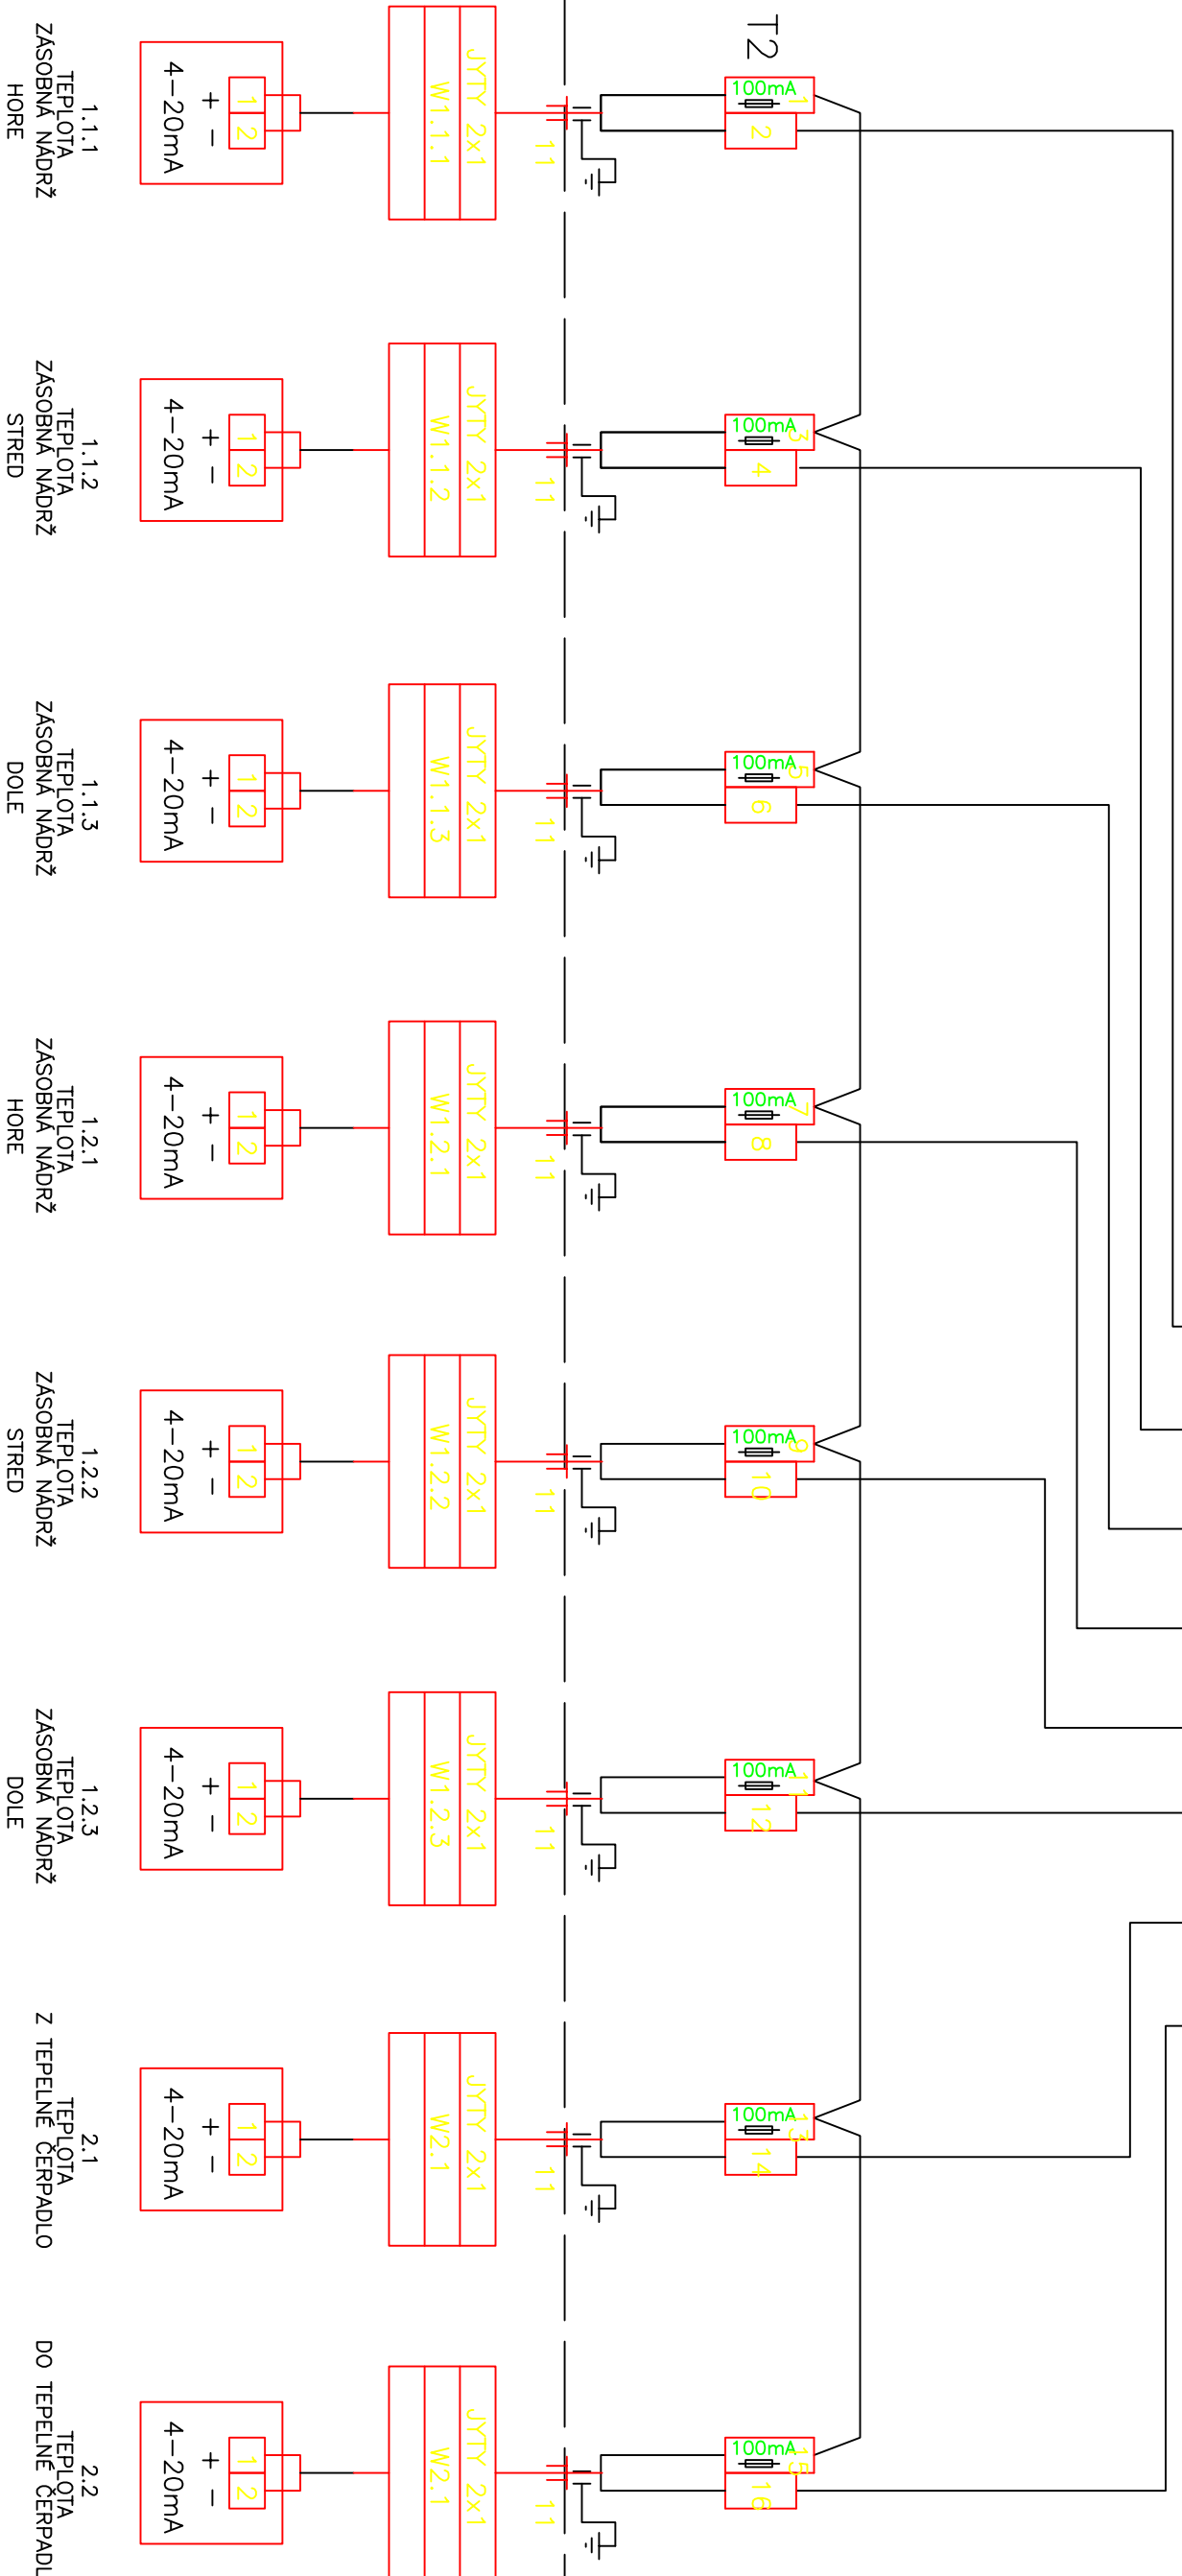 T2
100mA 1
2
11
JYTY 2x1
W1.1.1
1 2
+ -
4-20mA
1.1.1
TEPLOTA
ZÁSOBNÁ NÁDRŽ
HORE
100mA 3
4
11
JYTY 2x1
W1.1.2
1 2
+ -
4-20mA
1.1.2
TEPLOTA
ZÁSOBNÁ NÁDRŽ
STRED
100mA 5
6
11
JYTY 2x1
W1.1.3
1 2
+ -
4-20mA
1.1.3
TEPLOTA
ZÁSOBNÁ NÁDRŽ
DOLE
100mA 7
8
11
JYTY 2x1
W1.2.1
1 2
+ -
4-20mA
1.2.1
TEPLOTA
ZÁSOBNÁ NÁDRŽ
HORE
100mA 9
10
11
JYTY 2x1
W1.2.2
1 2
+ -
4-20mA
1.2.2
TEPLOTA
ZÁSOBNÁ NÁDRŽ
STRED
100mA 11
12
11
JYTY 2x1
W1.2.3
1 2
+ -
4-20mA
1.2.3
TEPLOTA
ZÁSOBNÁ NÁDRŽ
DOLE
100mA 13
14
11
JYTY 2x1
W2.1
1 2
+ -
4-20mA
2.1
TEPLOTA
Z TEPELNÉ ČERPADLO
100mA 15
16
11
JYTY 2x1
W2.1
1 2
+ -
4-20mA
2.2
TEPLOTA
DO TEPELNÉ ČERPADL